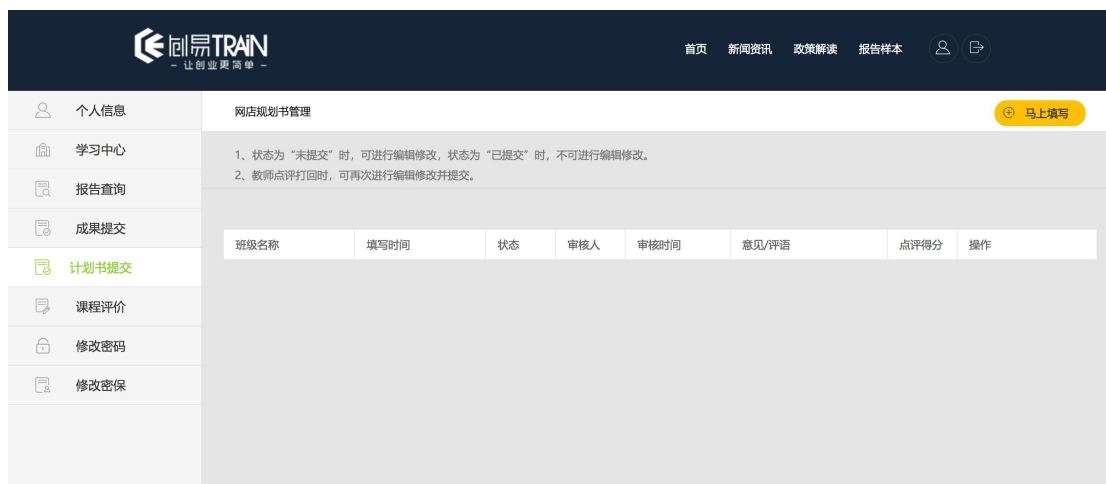 创易TRAiN
– 让创业更简单 –
首页 新闻资讯 政策解读 报告样本
个人信息
学习中心
报告查询
成果提交
计划书提交
课程评价
修改密码
修改密保
网店规划书管理
马上填写
1、状态为“未提交”时，可进行编辑修改，状态为“已提交”时，不可进行编辑修改。
2、教师点评打回时，可再次进行编辑修改并提交。
班级名称 填写时间 状态 审核人 审核时间 意见/评语 点评得分 操作